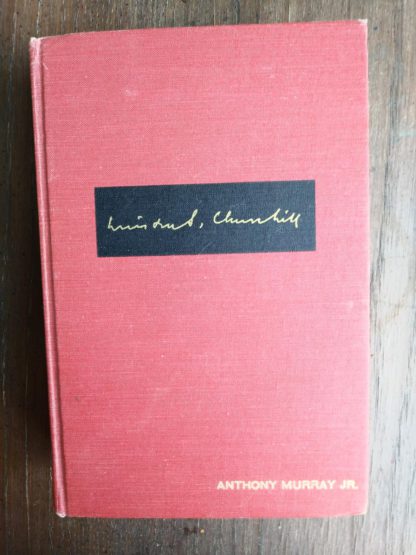 Winston S. Churchill
ANTHONY MURRAY JR.